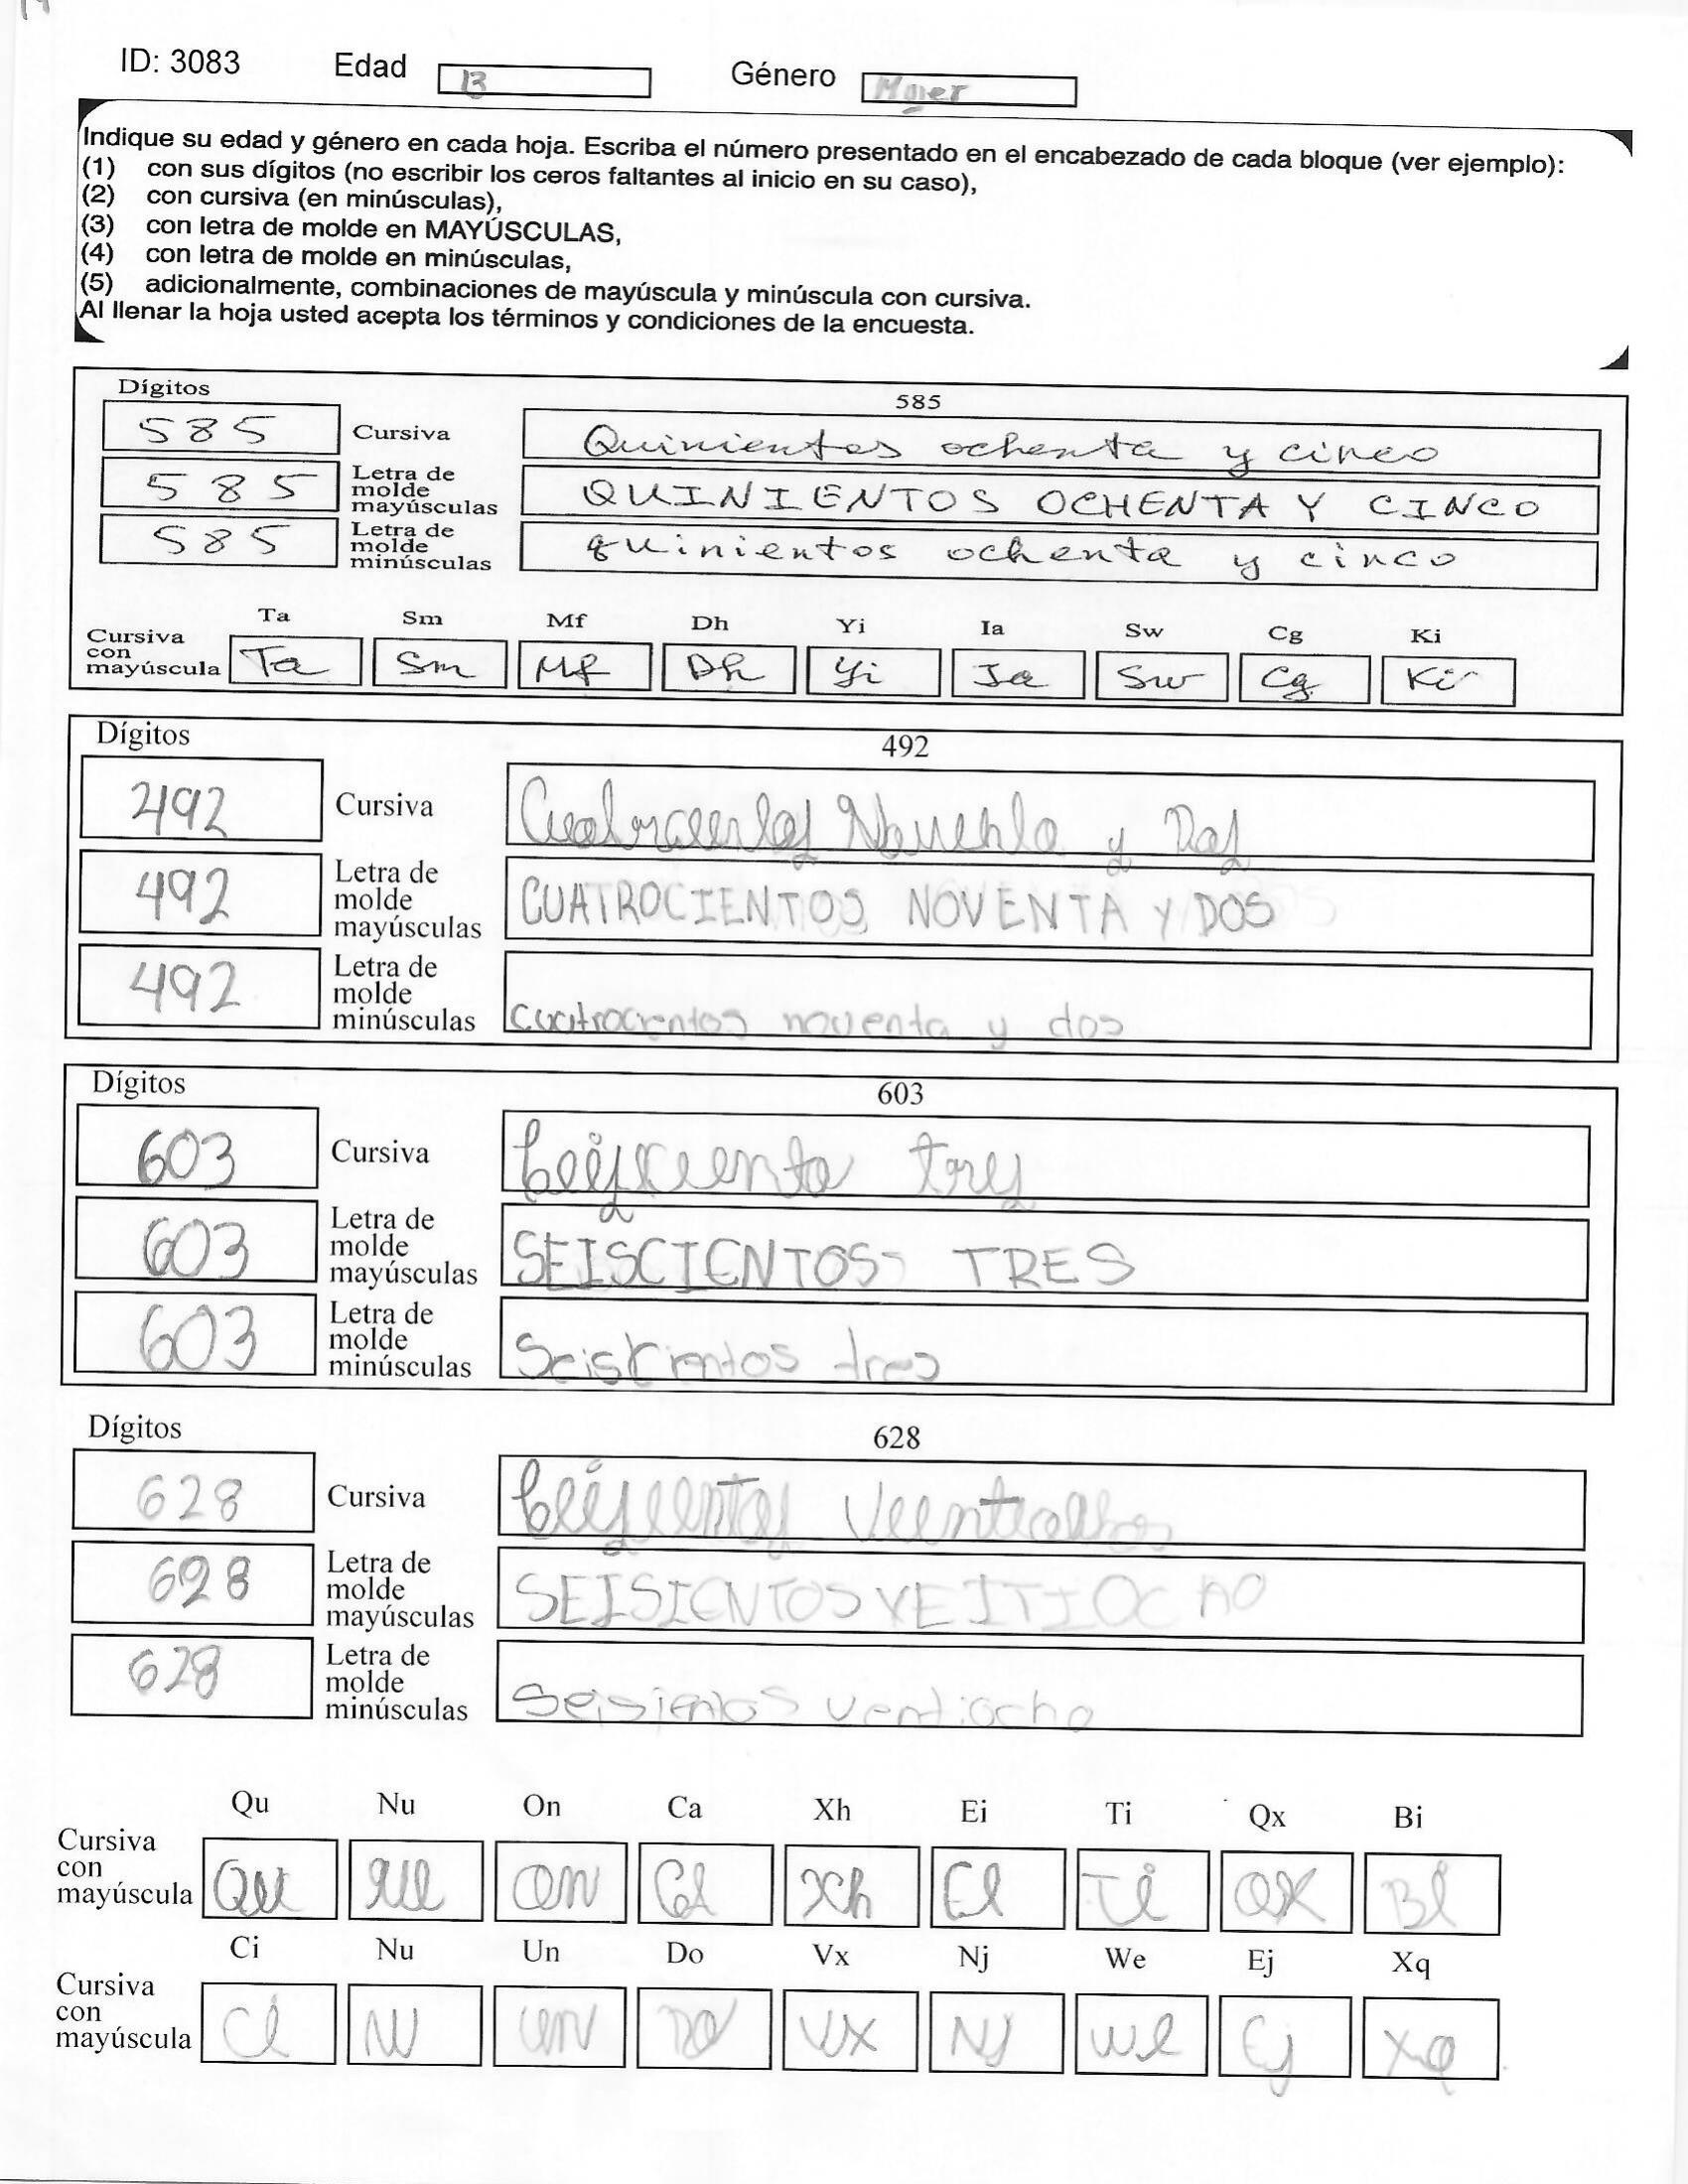 ID: 3083 Edad 13 Género Mujer
Indique su edad y género en cada hoja. Escriba el número presentado en el encabezado de cada bloque (ver ejemplo):
(1) con sus dígitos (no escribir los ceros faltantes al inicio en su caso),
(2) con cursiva (en minúsculas),
(3) con letra de molde en MAYÚSCULAS,
(4) con letra de molde en minúsculas,
(5) adicionalmente, combinaciones de mayúscula y minúscula con cursiva.
Al llenar la hoja usted acepta los términos y condiciones de la encuesta.
Dígitos 585
585 Cursiva Quinientos ochenta y cinco
585 Letra de molde mayúsculas QUINIENTOS OCHENTA Y CINCO
585 Letra de molde minúsculas quinientos ochenta y cinco
Ta Sm Mf Dh Yi Ia Sw Cg Ki
Cursiva con mayúscula Ta Sm Mf Dh Yi Ia Sw Cg Ki
Dígitos 492
492 Cursiva y
492 Letra de molde mayúsculas CUATROCIENTOS NOVENTA Y DOS
492 Letra de molde minúsculas cuatrocientos noventa y dos
Dígitos 603
603 Cursiva tres
603 Letra de molde mayúsculas SEISCIENTOS TRES
603 Letra de molde minúsculas tres
Dígitos 628
628 Cursiva
628 Letra de molde mayúsculas SEISIENTOS VEITIOCHO
628 Letra de molde minúsculas seisientos ventiocho
Qu Nu On Ca Xh Ei Ti Qx Bi
Cursiva con mayúscula Qu Nu On Ca Xh Ei Ti Qx Bi
Ci Nu Un Do Vx Nj We Ej Xq
Cursiva con mayúscula Ci Nu Un Do Vx Nj We Ej Xq